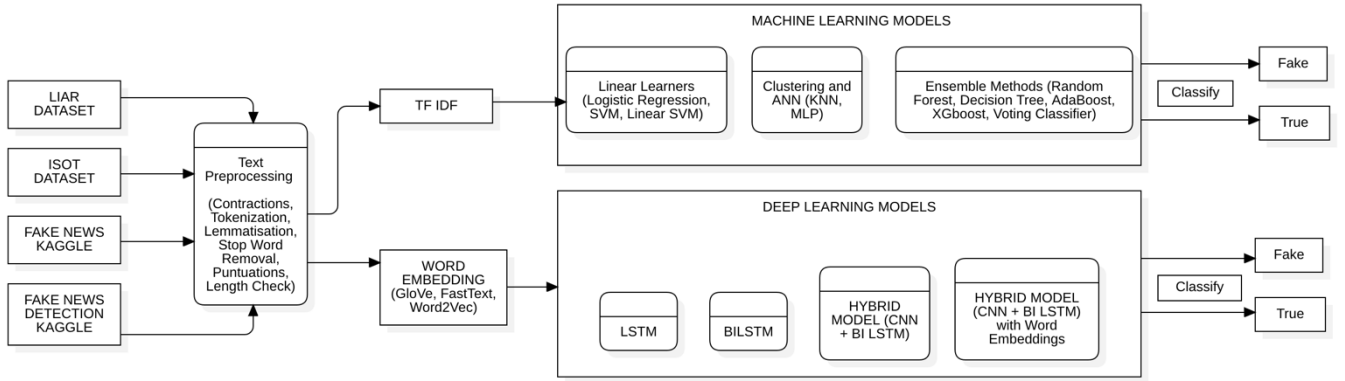 LIAR
DATASET
ISOT
DATASET
FAKE NEWS
KAGGLE
FAKE NEWS
DETECTION
KAGGLE
Text
Preprocessing
(Contractions,
Tokenization,
Lemmatisation,
Stop Word
Removal,
Puntuations,
Length Check)
TF IDF
WORD
EMBEDDING
(GloVe, FastText,
Word2Vec)
MACHINE LEARNING MODELS
Linear Learners
(Logistic Regression,
SVM, Linear SVM)
Clustering and
ANN (KNN,
MLP)
Ensemble Methods (Random
Forest, Decision Tree, AdaBoost,
XGboost, Voting Classifier)
Classify
Fake
True
DEEP LEARNING MODELS
LSTM
BILSTM
HYBRID
MODEL (CNN
+ BI LSTM)
HYBRID MODEL
(CNN + BI LSTM)
with Word
Embeddings
Classify
Fake
True